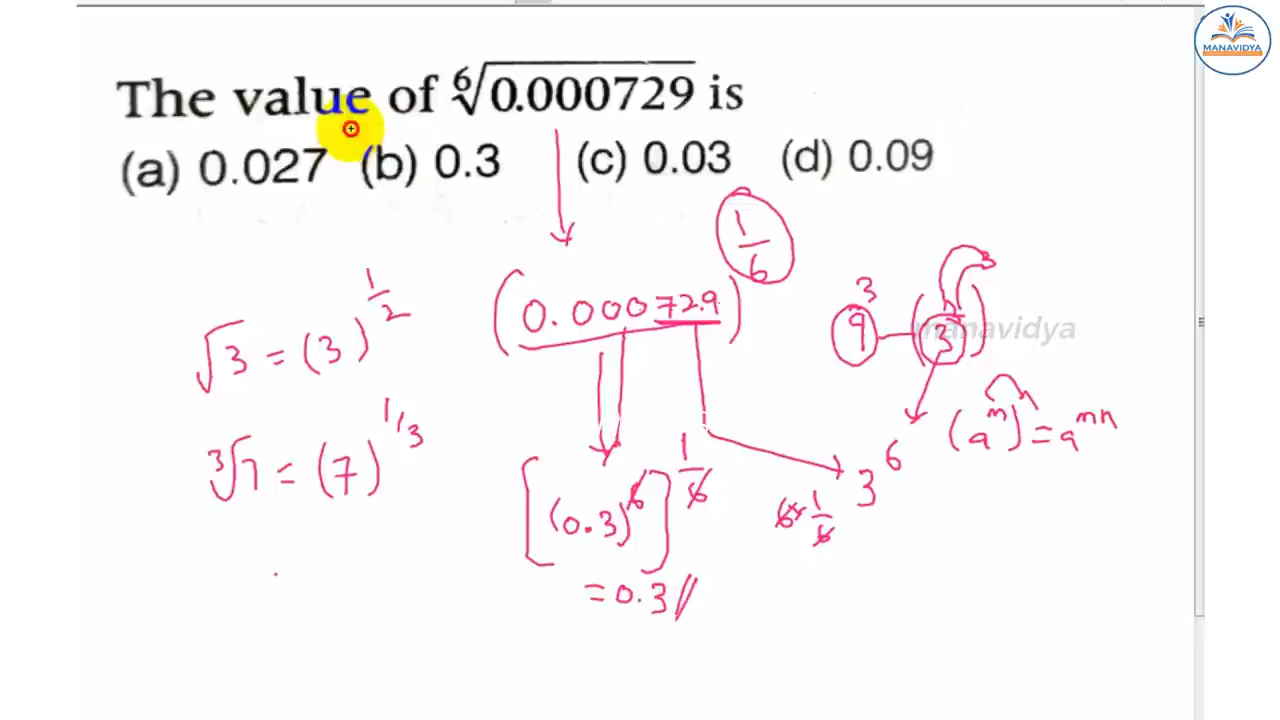 MANAVIDYA
The value of ⁶√0.000729 is
(a) 0.027 (b) 0.3 (c) 0.03 (d) 0.09
(0.000729)^1/6
√3 = (3)^1/2
9^3 — (3^2)^3
manavidya
(a^m)^n = a^mn
³√7 = (7)^1/3
[(0.3)^6]^1/6
3^6
6×1/6
= 0.3//